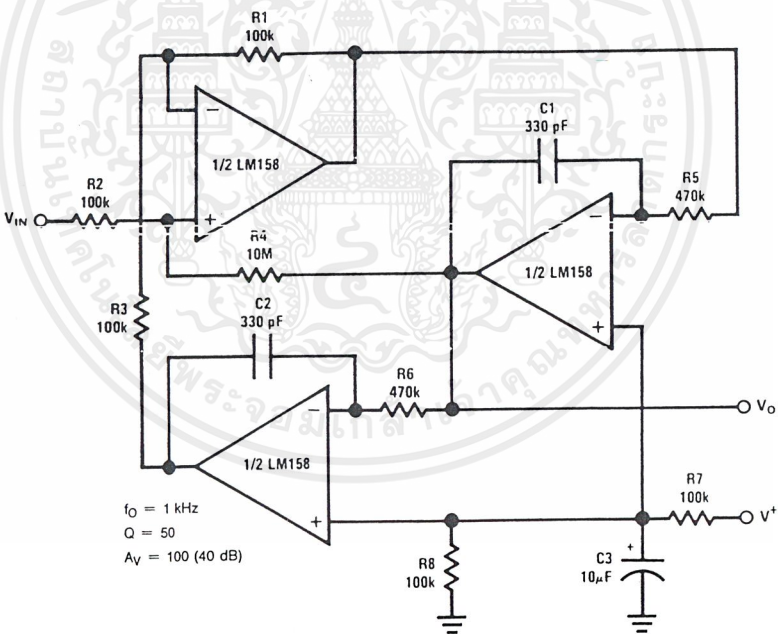 R1
100k
C1
330 pF
1/2 LM158
R2
100k
R5
470k
VIN
R4
10M
1/2 LM158
C2
330 pF
R3
100k
R6
470k
VO
1/2 LM158
R7
100k
V+
fO = 1 kHz
Q = 50
AV = 100 (40 dB)
R8
100k
C3
10μF
+
−
+
−
+
−
+